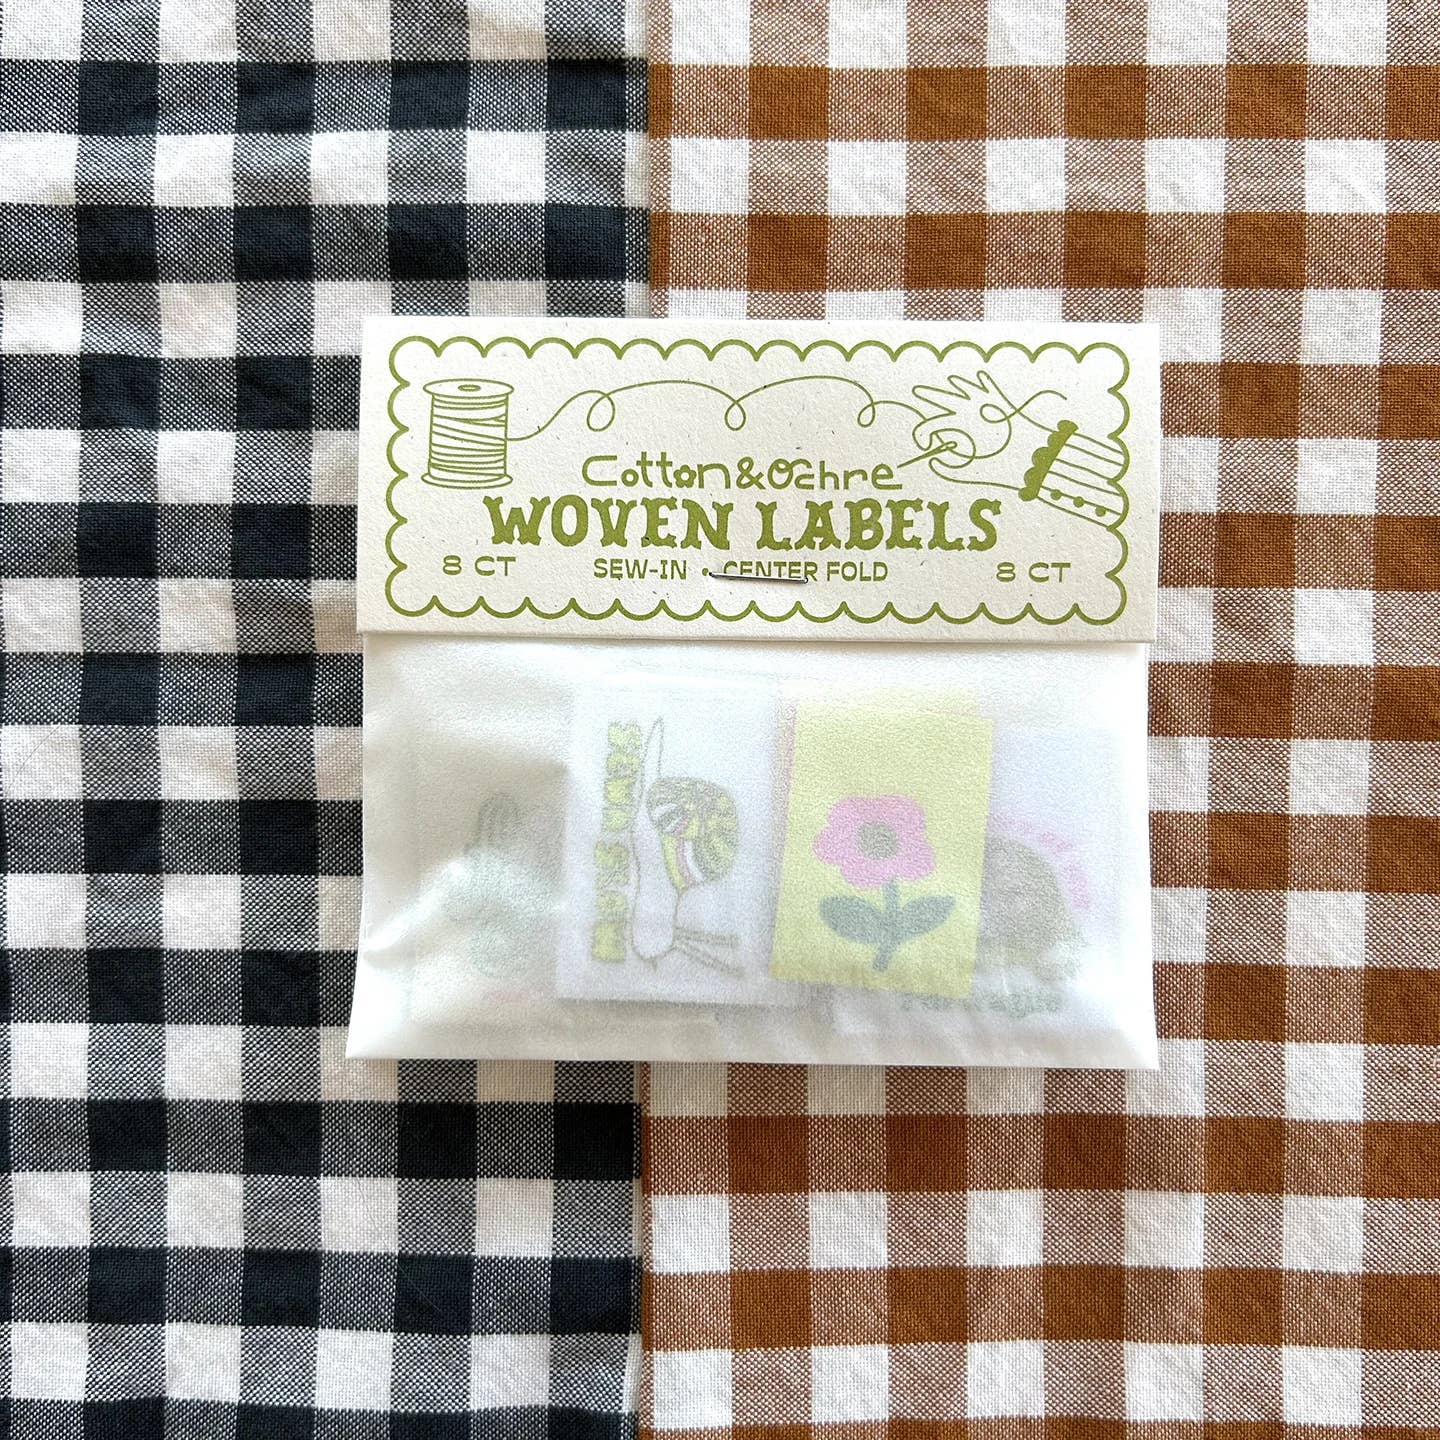 Cotton&Ochre
WOVEN LABELS
8 CT SEW-IN • CENTER FOLD 8 CT